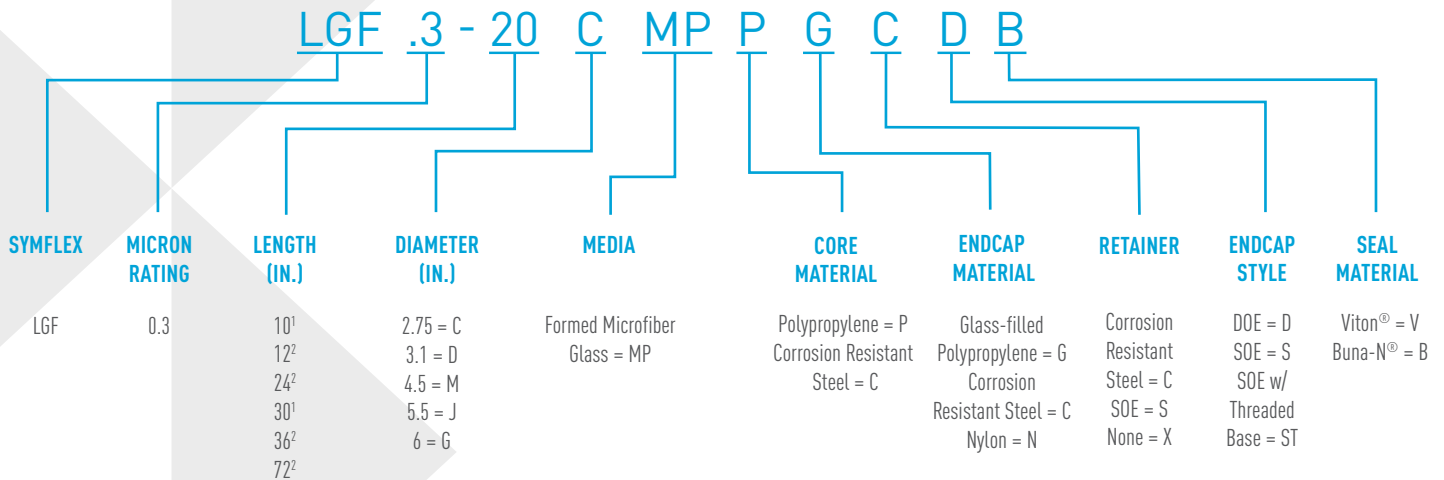 LGF .3 - 20 C MP P G C D B
SYMFLEX
LGF
MICRON
RATING
0.3
LENGTH
(IN.)
10¹
12²
24²
30¹
36²
72²
DIAMETER
(IN.)
2.75 = C
3.1 = D
4.5 = M
5.5 = J
6 = G
MEDIA
Formed Microfiber
Glass = MP
CORE
MATERIAL
Polypropylene = P
Corrosion Resistant
Steel = C
ENDCAP
MATERIAL
Glass-filled
Polypropylene = G
Corrosion
Resistant Steel = C
Nylon = N
RETAINER
Corrosion
Resistant
Steel = C
SOE = S
None = X
ENDCAP
STYLE
DOE = D
SOE = S
SOE w/
Threaded
Base = ST
SEAL
MATERIAL
Viton® = V
Buna-N® = B